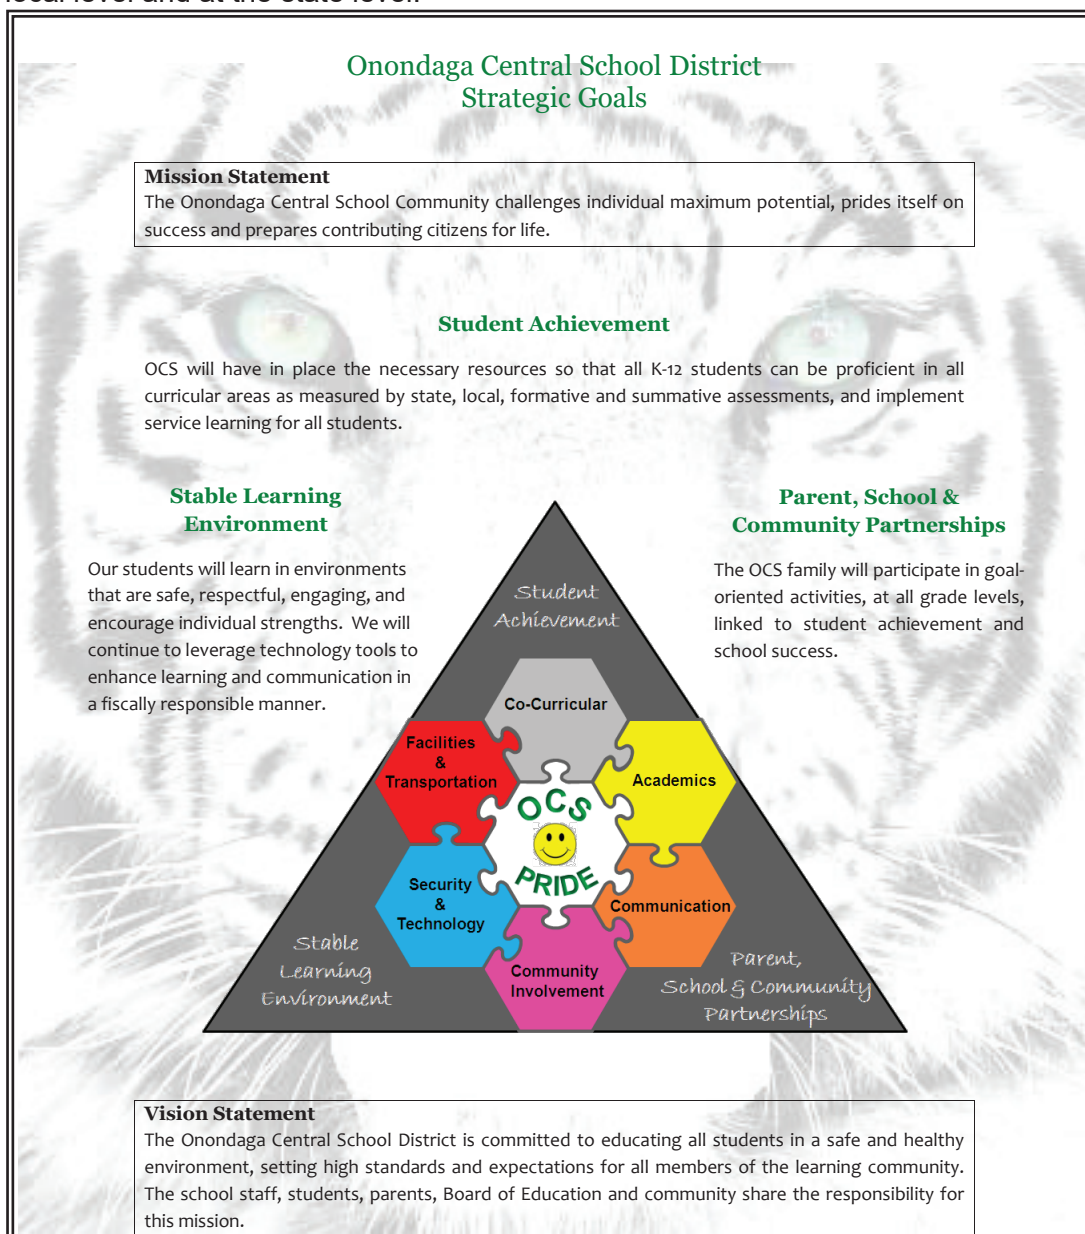 local level and at the state level.
Onondaga Central School District
Strategic Goals
Mission Statement
The Onondaga Central School Community challenges individual maximum potential, prides itself on
success and prepares contributing citizens for life.
Student Achievement
OCS will have in place the necessary resources so that all K-12 students can be proficient in all
curricular areas as measured by state, local, formative and summative assessments, and implement
service learning for all students.
Stable Learning
Environment
Our students will learn in environments
that are safe, respectful, engaging, and
encourage individual strengths.  We will
continue to leverage technology tools to
enhance learning and communication in
a fiscally responsible manner.
Parent, School &
Community Partnerships
The OCS family will participate in goal-
oriented activities, at all grade levels,
linked to student achievement and
school success.
Student
Achievement
Co-Curricular
Facilities
&
Transportation
Academics
OCS
PRIDE
Security
&
Technology
Communication
Community
Involvement
Stable
Learning
Environment
Parent,
School & Community
Partnerships
Vision Statement
The Onondaga Central School District is committed to educating all students in a safe and healthy
environment, setting high standards and expectations for all members of the learning community.
The school staff, students, parents, Board of Education and community share the responsibility for
this mission.